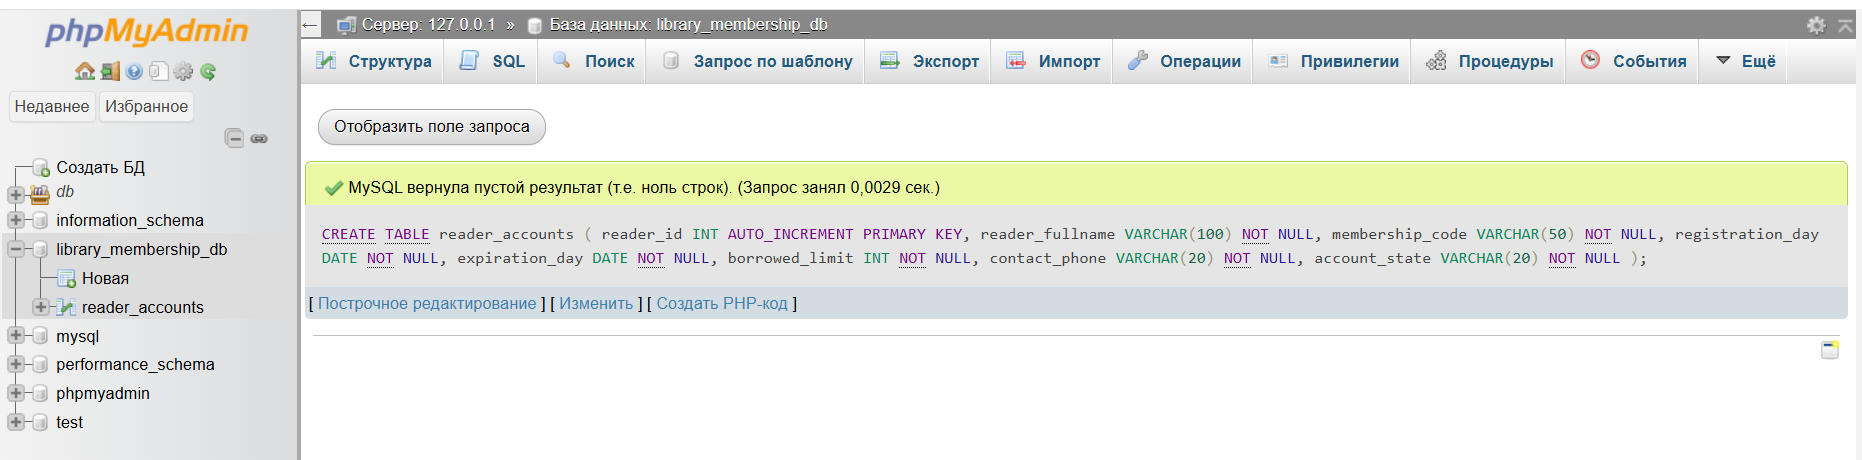 phpMyAdmin
Недавнее Избранное
Создать БД
db
information_schema
library_membership_db
Новая
reader_accounts
mysql
performance_schema
phpmyadmin
test
Сервер: 127.0.0.1 » База данных: library_membership_db
Структура SQL Поиск Запрос по шаблону Экспорт Импорт Операции Привилегии Процедуры События Ещё
Отобразить поле запроса
MySQL вернула пустой результат (т.е. ноль строк). (Запрос занял 0,0029 сек.)
CREATE TABLE reader_accounts ( reader_id INT AUTO_INCREMENT PRIMARY KEY, reader_fullname VARCHAR(100) NOT NULL, membership_code VARCHAR(50) NOT NULL, registration_day
DATE NOT NULL, expiration_day DATE NOT NULL, borrowed_limit INT NOT NULL, contact_phone VARCHAR(20) NOT NULL, account_state VARCHAR(20) NOT NULL );
[ Построчное редактирование ] [ Изменить ] [ Создать PHP-код ]